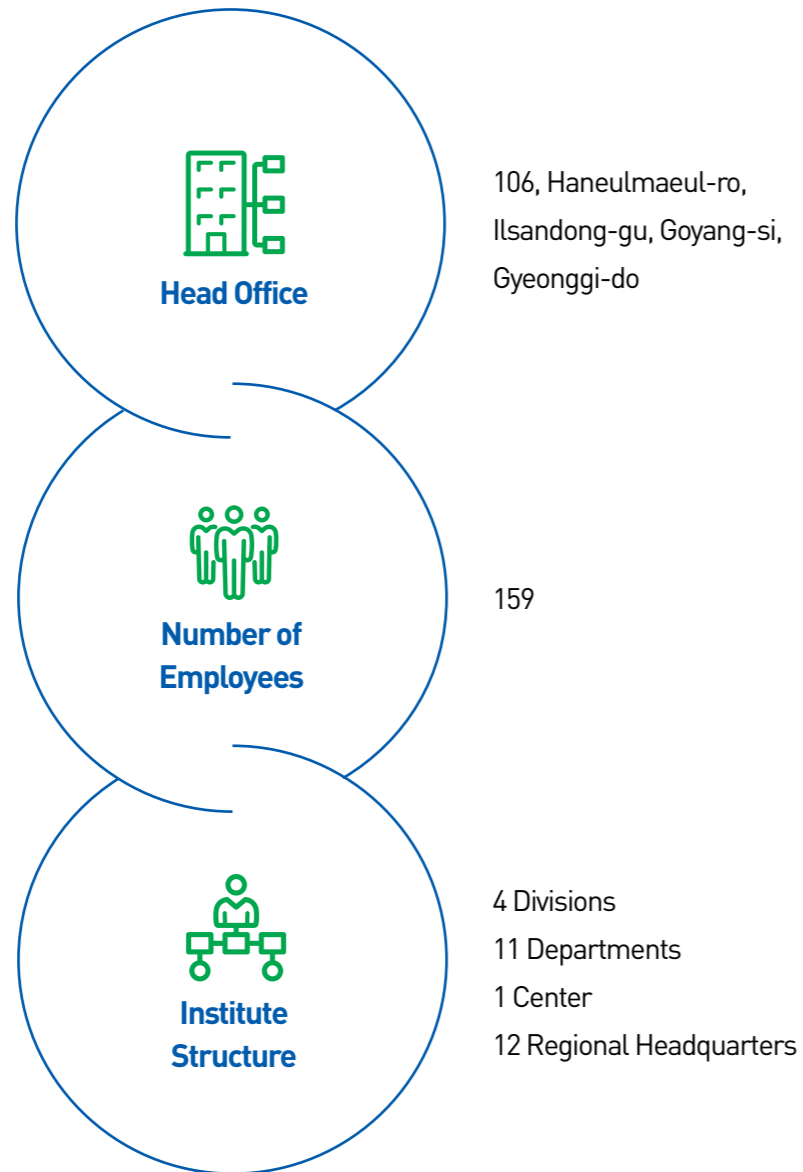 Head Office
106, Haneulmaeul-ro,
Ilsandong-gu, Goyang-si,
Gyeonggi-do
Number of
Employees
159
Institute
Structure
4 Divisions
11 Departments
1 Center
12 Regional Headquarters